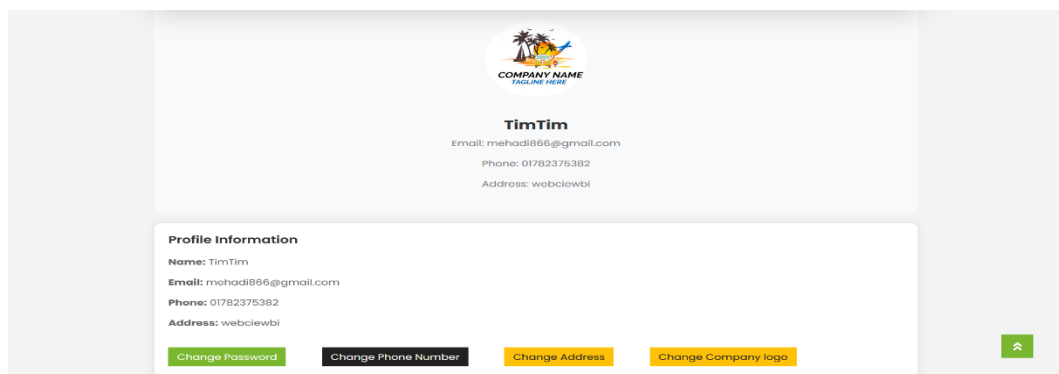 COMPANY NAME
TAGLINE HERE
TimTim
Email: mehadi866@gmail.com
Phone: 01782375382
Address: webciewbi
Profile Information
Name: TimTim
Email: mehadi866@gmail.com
Phone: 01782375382
Address: webciewbi
Change Password
Change Phone Number
Change Address
Change Company logo